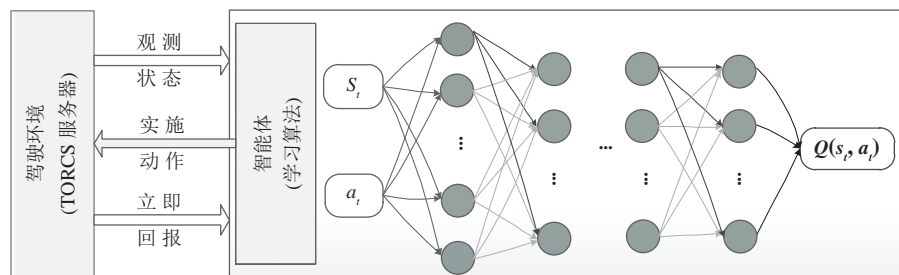 驾驶环境
(TORCS 服务器)
观 测
状 态
实 施
动 作
立 即
回 报
智能体
(学习算法)
S_t
a_t
...
Q(s_t, a_t)